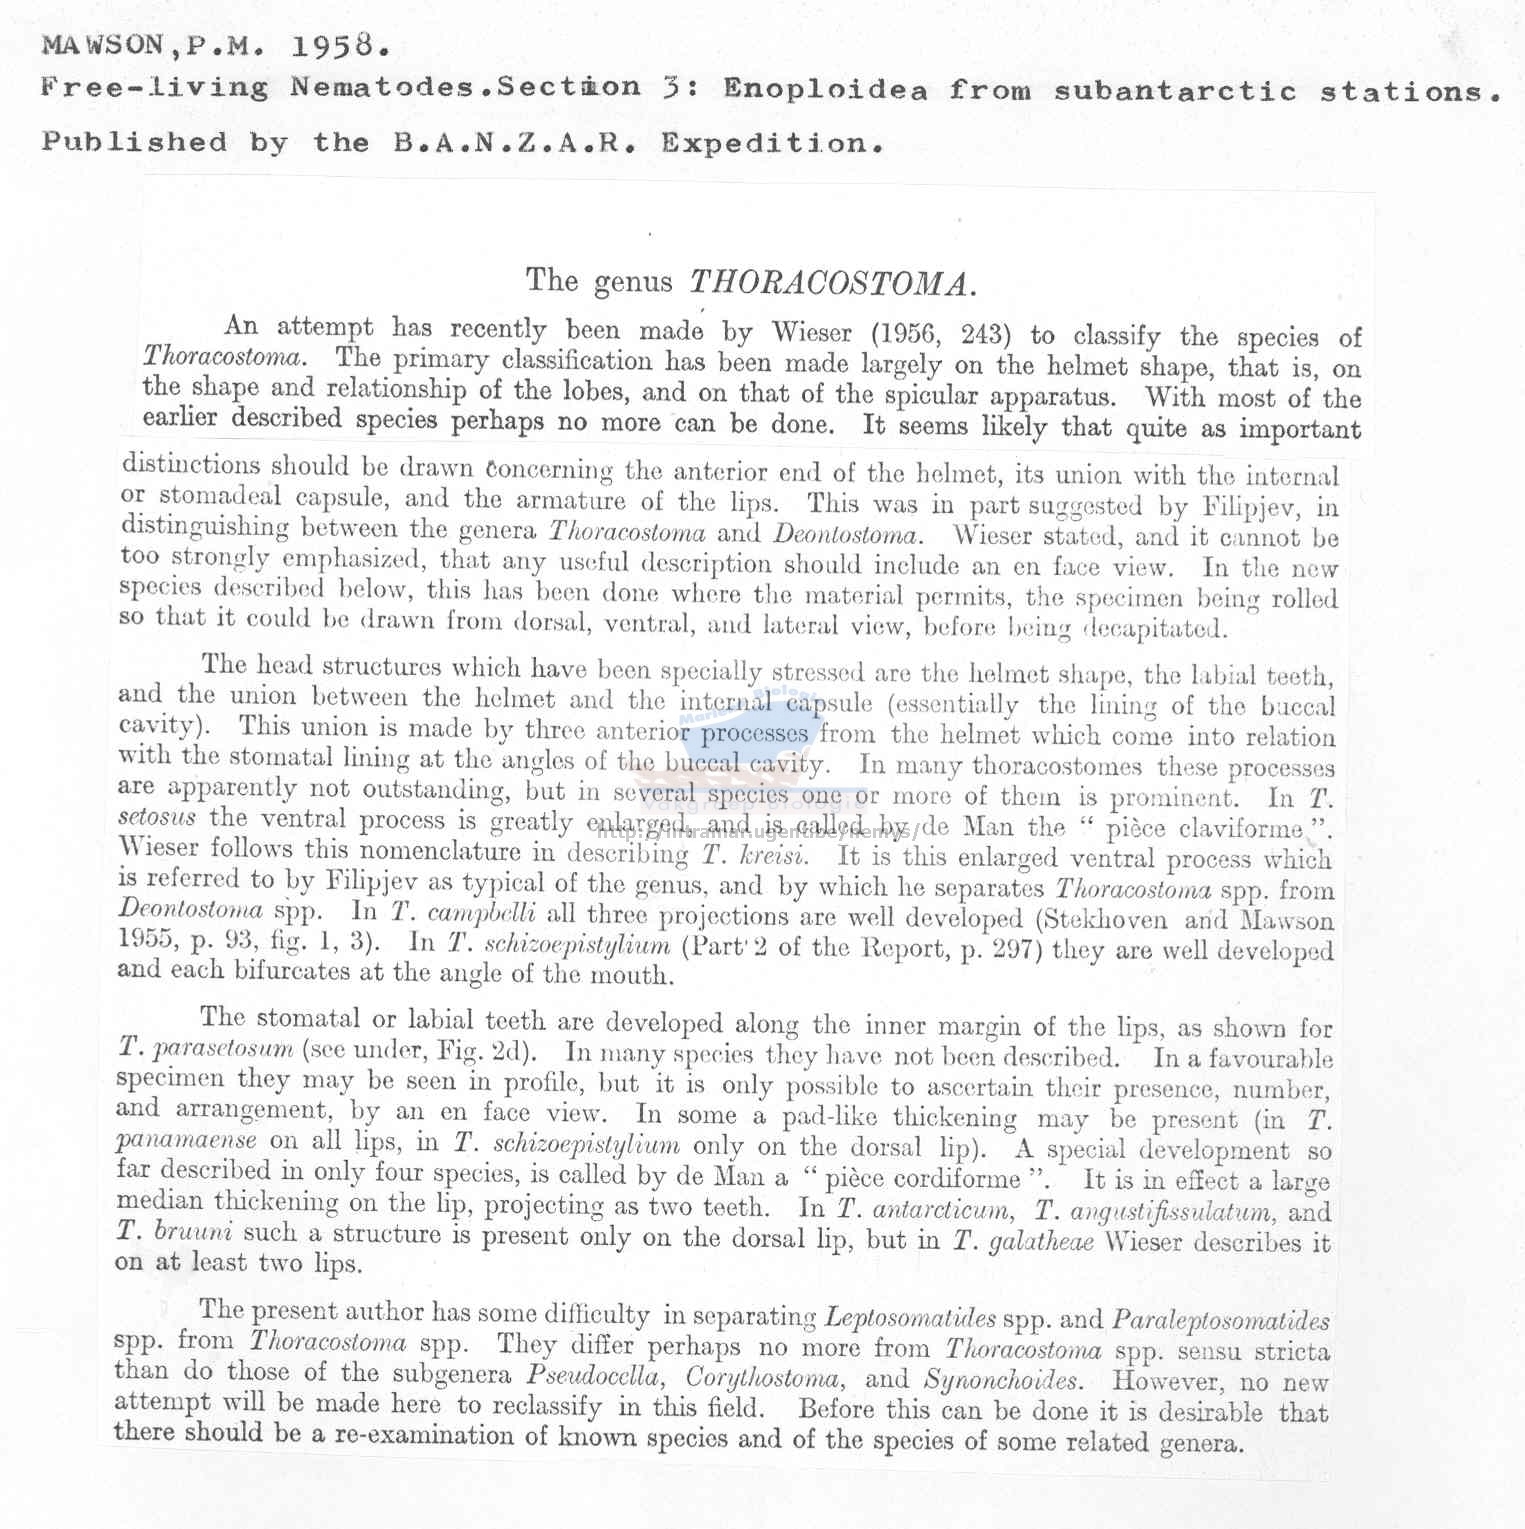 MAWSON,P.M. 1958.
Free-living Nematodes.Section 3: Enoploidea from subantarctic stations.
Published by the B.A.N.Z.A.R. Expedition.
The genus THORACOSTOMA.
An attempt has recently been made by Wieser (1956, 243) to classify the species of
Thoracostoma. The primary classification has been made largely on the helmet shape, that is, on
the shape and relationship of the lobes, and on that of the spicular apparatus. With most of the
earlier described species perhaps no more can be done. It seems likely that quite as important
distinctions should be drawn concerning the anterior end of the helmet, its union with the internal
or stomadeal capsule, and the armature of the lips. This was in part suggested by Filipjev, in
distinguishing between the genera Thoracostoma and Deontostoma. Wieser stated, and it cannot be
too strongly emphasized, that any useful description should include an en face view. In the new
species described below, this has been done where the material permits, the specimen being rolled
so that it could be drawn from dorsal, ventral, and lateral view, before being decapitated.
The head structures which have been specially stressed are the helmet shape, the labial teeth,
and the union between the helmet and the internal capsule (essentially the lining of the buccal
cavity). This union is made by three anterior processes from the helmet which come into relation
with the stomatal lining at the angles of the buccal cavity. In many thoracostomes these processes
are apparently not outstanding, but in several species one or more of them is prominent. In T.
setosus the ventral process is greatly enlarged, and is called by de Man the “ pièce claviforme ”.
Wieser follows this nomenclature in describing T. kreisi. It is this enlarged ventral process which
is referred to by Filipjev as typical of the genus, and by which he separates Thoracostoma spp. from
Deontostoma spp. In T. campbelli all three projections are well developed (Stekhoven and Mawson
1955, p. 93, fig. 1, 3). In T. schizoepistylium (Part 2 of the Report, p. 297) they are well developed
and each bifurcates at the angle of the mouth.
The stomatal or labial teeth are developed along the inner margin of the lips, as shown for
T. parasetosum (see under, Fig. 2d). In many species they have not been described. In a favourable
specimen they may be seen in profile, but it is only possible to ascertain their presence, number,
and arrangement, by an en face view. In some a pad-like thickening may be present (in T.
panamaense on all lips, in T. schizoepistylium only on the dorsal lip). A special development so
far described in only four species, is called by de Man a “ pièce cordiforme ”. It is in effect a large
median thickening on the lip, projecting as two teeth. In T. antarcticum, T. angustifissulatum, and
T. bruuni such a structure is present only on the dorsal lip, but in T. galatheae Wieser describes it
on at least two lips.
The present author has some difficulty in separating Leptosomatides spp. and Paraleptosomatides
spp. from Thoracostoma spp. They differ perhaps no more from Thoracostoma spp. sensu stricta
than do those of the subgenera Pseudocella, Corythostoma, and Synonchoides. However, no new
attempt will be made here to reclassify in this field. Before this can be done it is desirable that
there should be a re-examination of known species and of the species of some related genera.